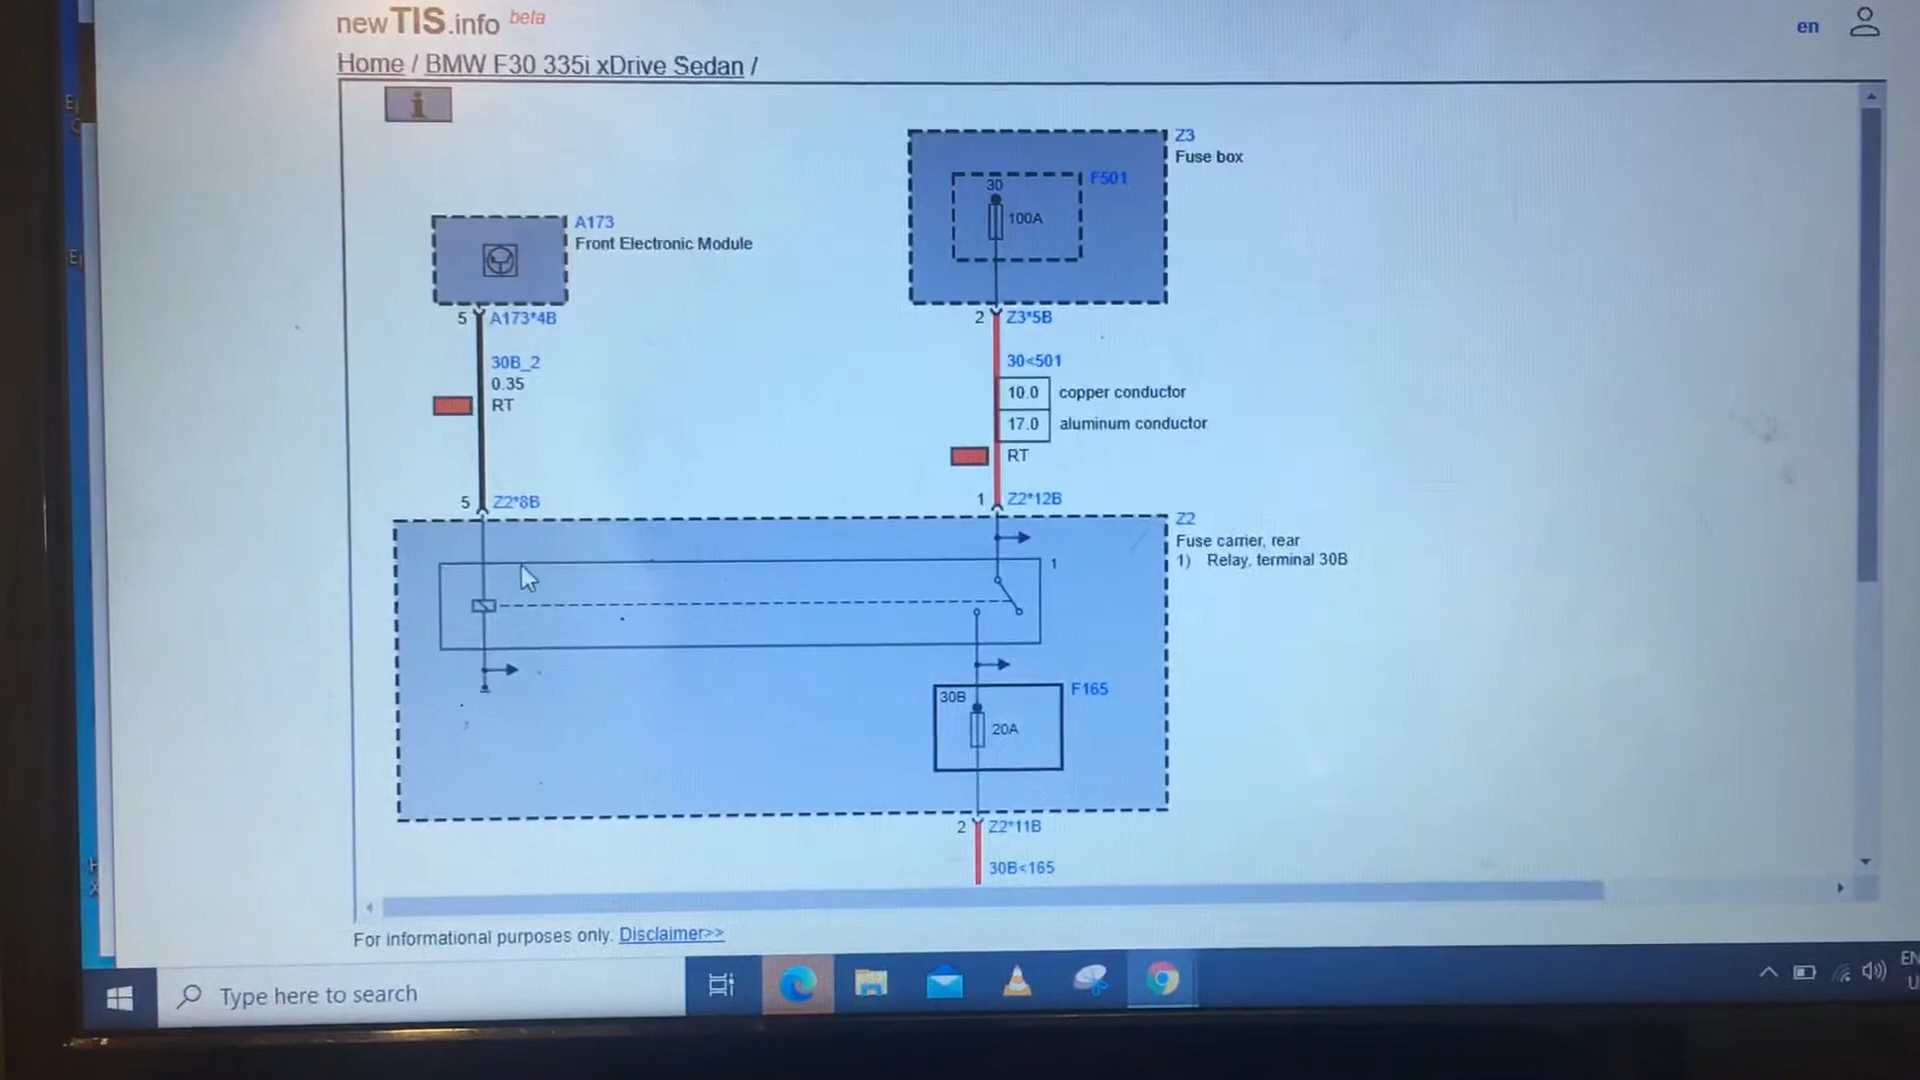 newTIS.info beta
en
Home / BMW F30 335i xDrive Sedan /
i
Z3
Fuse box
F501
30
100A
A173
Front Electronic Module
5 A173*4B
2 Z3*5B
30B_2
0.35
RT
30<501
10.0 copper conductor
17.0 aluminum conductor
RT
5 Z2*8B
1 Z2*12B
Z2
Fuse carrier, rear
1) Relay, terminal 30B
1
F165
30B
20A
2 Z2*11B
30B<165
For informational purposes only. Disclaimer>>
Type here to search
EN